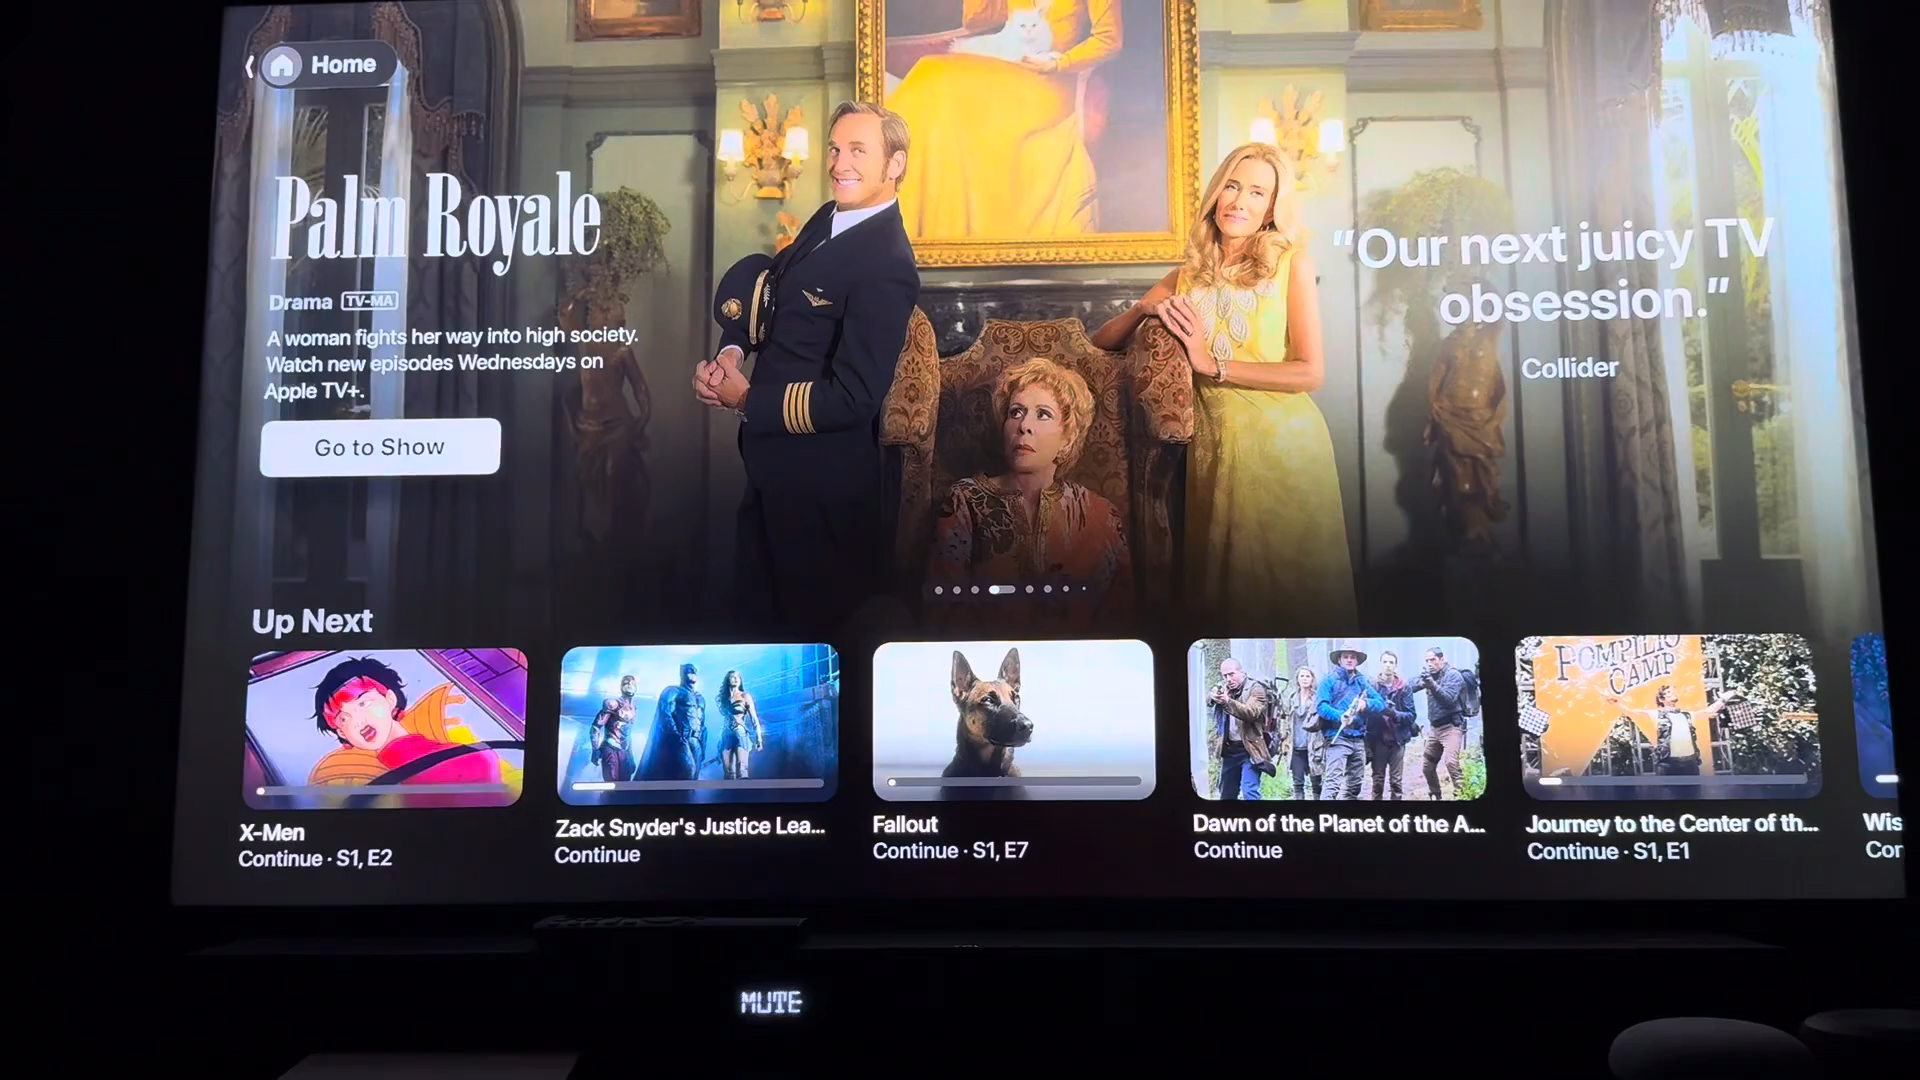 Home
Palm Royale
Drama TV-MA
A woman fights her way into high society.
Watch new episodes Wednesdays on
Apple TV+.
Go to Show
"Our next juicy TV
obsession."
Collider
Up Next
POMPILIO
CAMP
X-Men
Continue · S1, E2
Zack Snyder's Justice Lea...
Continue
Fallout
Continue · S1, E7
Dawn of the Planet of the A...
Continue
Journey to the Center of th...
Continue · S1, E1
Wis
Con
MUTE